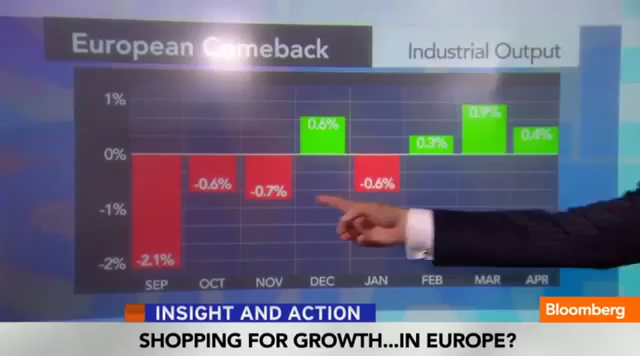 European Comeback
Industrial Output
1%
0%
-1%
-2%
-2.1%
-0.6%
-0.7%
0.6%
-0.6%
0.3%
0.9%
0.4%
SEP OCT NOV DEC JAN FEB MAR APR
INSIGHT AND ACTION
Bloomberg
SHOPPING FOR GROWTH...IN EUROPE?